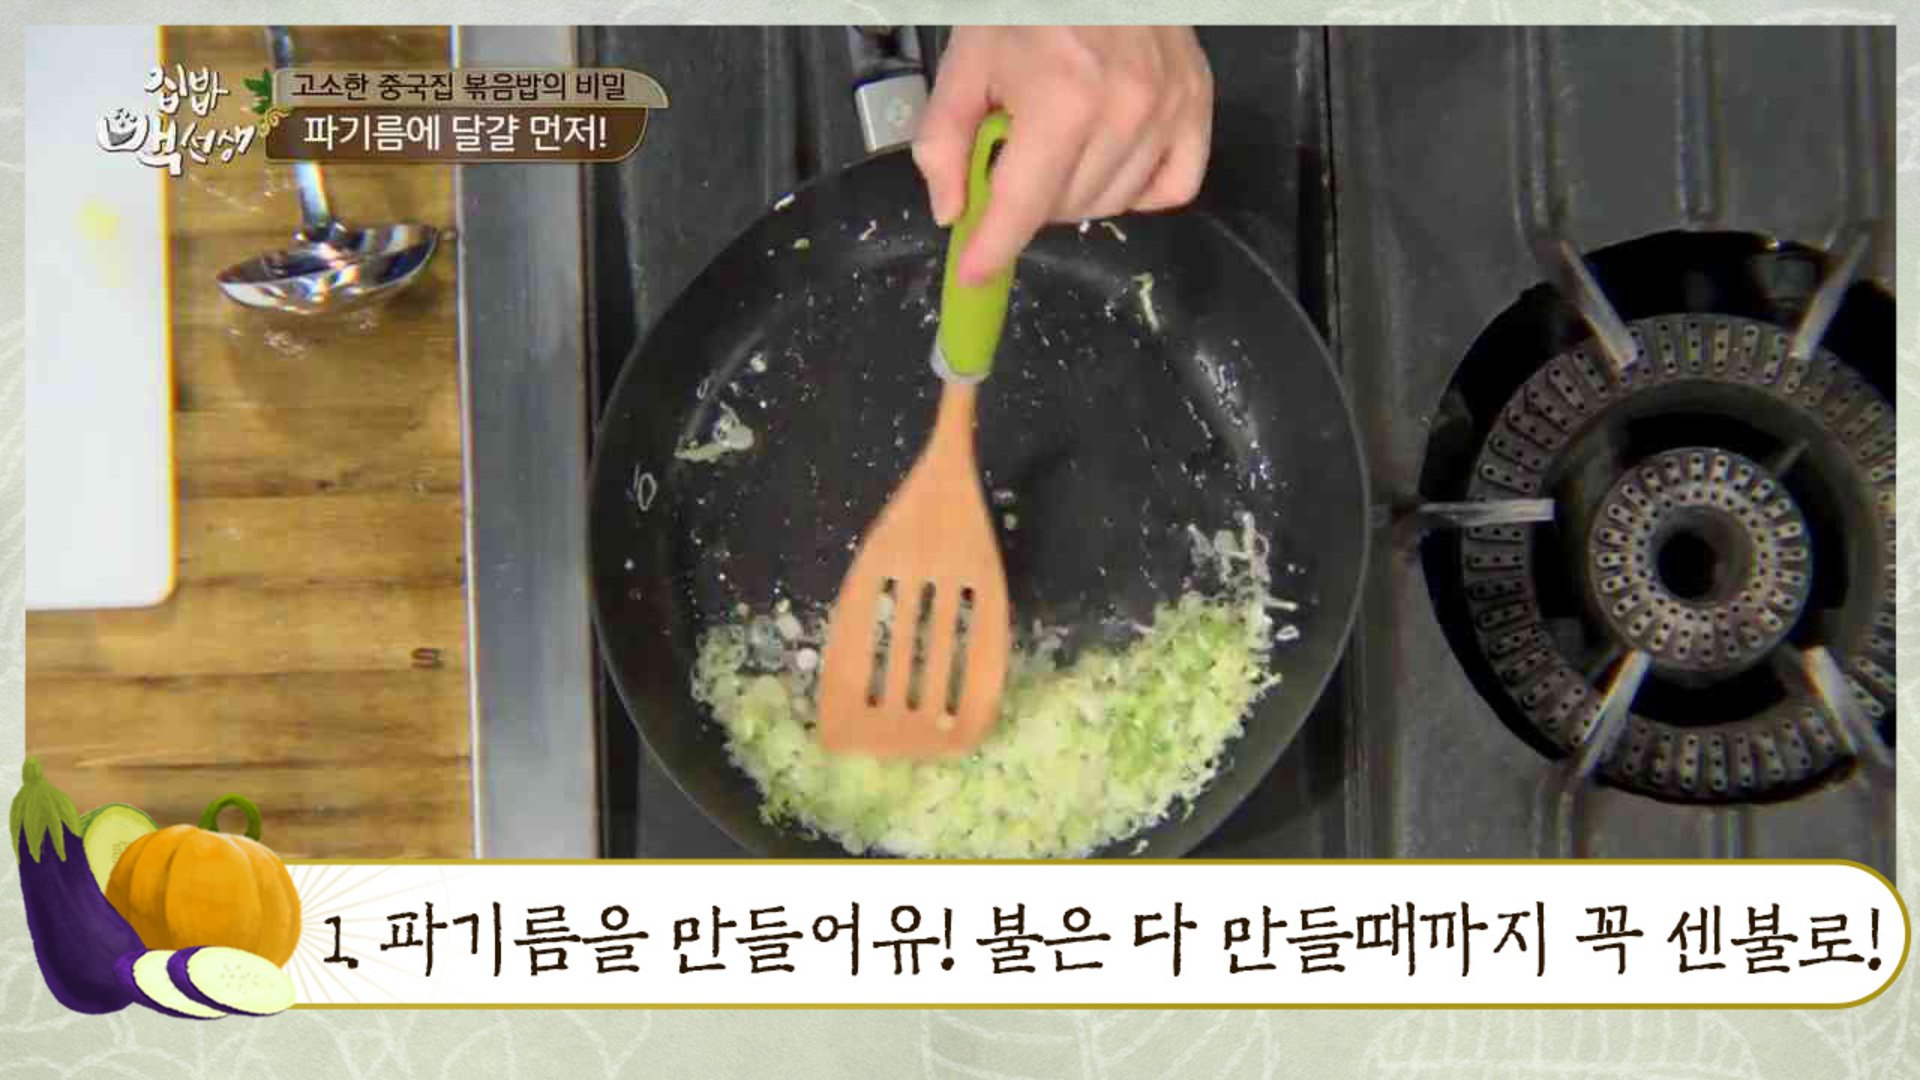 집밥
백선생
고소한 중국집 볶음밥의 비밀
파기름에 달걀 먼저!
1. 파기름을 만들어유! 불은 다 만들때까지 꼭 센불로!